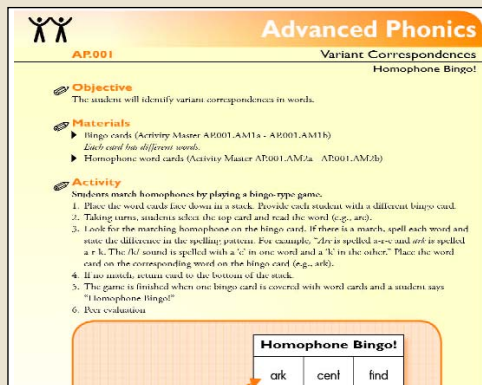 Advanced Phonics
AP.001
Variant Correspondences
Homophone Bingo!
Objective
The student will identify variant correspondences in words.
Materials
Bingo cards (Activity Master AP.001.AM1a - AP.001.AM1b)
Each card has different words.
Homophone word cards (Activity Master AP.001.AM2a - AP.001.AM2b)
Activity
Students match homophones by playing a bingo-type game.
1. Place the word cards face down in a stack. Provide each student with a different bingo card.
2. Taking turns, students select the top card and read the word (e.g., arc).
3. Look for the matching homophone on the bingo card. If there is a match, spell each word and
state the difference in the spelling pattern. For example, "Arc is spelled a-r-c and ark is spelled
a-r-k. The /k/ sound is spelled with a 'c' in one word and a 'k' in the other." Place the word
card on the corresponding word on the bingo card (e.g., ark).
4. If no match, return card to the bottom of the stack.
5. The game is finished when one bingo card is covered with word cards and a student says
"Homophone Bingo!"
6. Peer evaluation
Homophone Bingo!
ark cent find